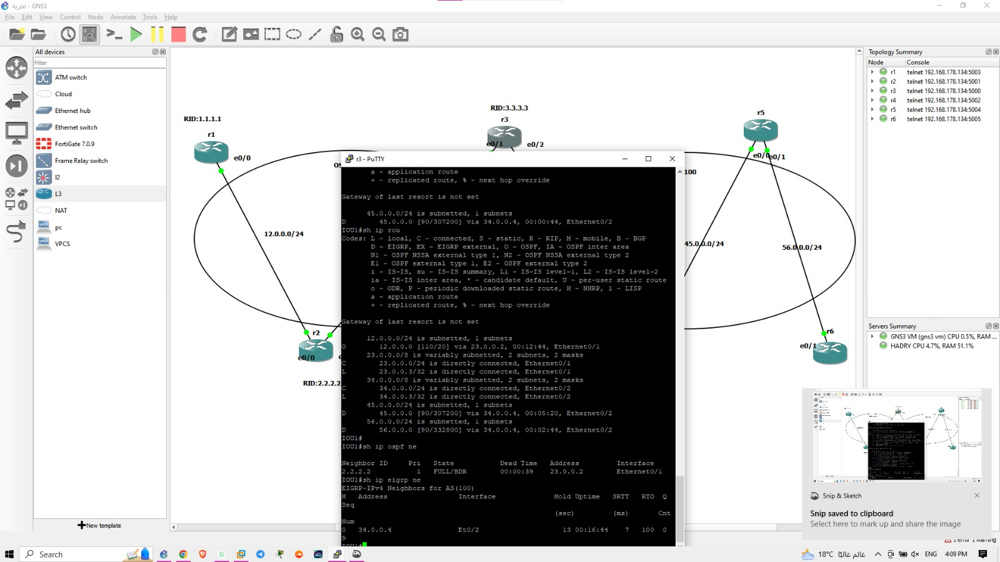 تجربة - GNS3
File Edit View Control Node Annotate Tools Help
All devices
Filter
ATM switch
Cloud
Ethernet hub
Ethernet switch
FortiGate 7.0.9
Frame Relay switch
l2
L3
NAT
pc
VPCS
New template
RID:1.1.1.1
r1
e0/0
12.0.0.0/24
r2
e0/0
RID:2.2.2.2
RID:3.3.3.3
r3
e0/1
e0/2
100
r5
e0/0
e0/1
45.0.0.0/24
56.0.0.0/24
r6
e0/1
r3 - PuTTY
a - application route
+ - replicated route, % - next hop override
Gateway of last resort is not set
45.0.0.0/24 is subnetted, 1 subnets
D 45.0.0.0 [90/307200] via 34.0.0.4, 00:00:44, Ethernet0/2
IOU1#sh ip rou
Codes: L - local, C - connected, S - static, R - RIP, M - mobile, B - BGP
D - EIGRP, EX - EIGRP external, O - OSPF, IA - OSPF inter area
N1 - OSPF NSSA external type 1, N2 - OSPF NSSA external type 2
E1 - OSPF external type 1, E2 - OSPF external type 2
i - IS-IS, su - IS-IS summary, L1 - IS-IS level-1, L2 - IS-IS level-2
ia - IS-IS inter area, * - candidate default, U - per-user static route
o - ODR, P - periodic downloaded static route, H - NHRP, l - LISP
a - application route
+ - replicated route, % - next hop override
Gateway of last resort is not set
12.0.0.0/24 is subnetted, 1 subnets
O 12.0.0.0 [110/20] via 23.0.0.2, 00:12:44, Ethernet0/1
23.0.0.0/8 is variably subnetted, 2 subnets, 2 masks
C 23.0.0.0/24 is directly connected, Ethernet0/1
L 23.0.0.3/32 is directly connected, Ethernet0/1
34.0.0.0/8 is variably subnetted, 2 subnets, 2 masks
C 34.0.0.0/24 is directly connected, Ethernet0/2
L 34.0.0.3/32 is directly connected, Ethernet0/2
45.0.0.0/24 is subnetted, 1 subnets
D 45.0.0.0 [90/307200] via 34.0.0.4, 00:05:20, Ethernet0/2
56.0.0.0/24 is subnetted, 1 subnets
D 56.0.0.0 [90/332800] via 34.0.0.4, 00:02:44, Ethernet0/2
IOU1#
IOU1#sh ip ospf ne
Neighbor ID Pri State Dead Time Address Interface
2.2.2.2 1 FULL/BDR 00:00:39 23.0.0.2 Ethernet0/1
IOU1#sh ip eigrp ne
EIGRP-IPv4 Neighbors for AS(100)
H Address Interface Hold Uptime SRTT RTO Q
Seq
(sec) (ms) Cnt
Num
0 34.0.0.4 Et0/2 13 00:16:44 7 100 0
9
IOU1#
Topology Summary
Node Console
r1 telnet 192.168.178.134:5003
r2 telnet 192.168.178.134:5001
r3 telnet 192.168.178.134:5000
r4 telnet 192.168.178.134:5002
r5 telnet 192.168.178.134:5004
r6 telnet 192.168.178.134:5005
Servers Summary
GNS3 VM (gns3 vm) CPU 0.5%, RAM ...
HADRY CPU 4.7%, RAM 51.1%
Snip & Sketch
Snip saved to clipboard
Select here to mark up and share the image
1 error 1 warning
Search
18°C غائم غالبًا ENG 4:09 PM